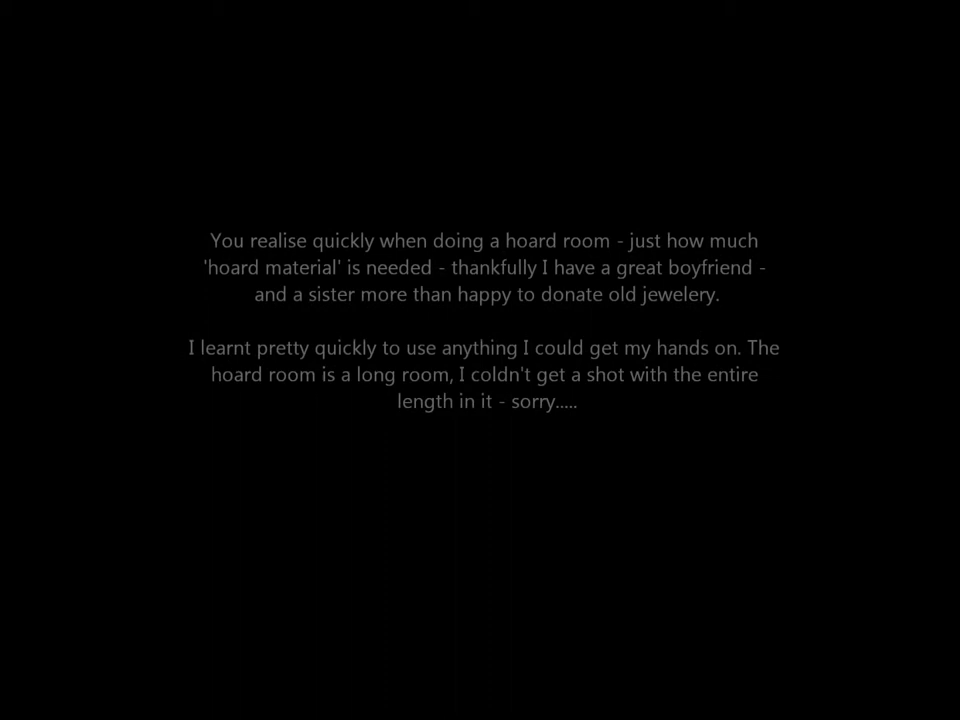 You realise quickly when doing a hoard room - just how much
'hoard material' is needed - thankfully I have a great boyfriend -
and a sister more than happy to donate old jewelery.
I learnt pretty quickly to use anything I could get my hands on. The
hoard room is a long room, I coldn't get a shot with the entire
length in it - sorry.....